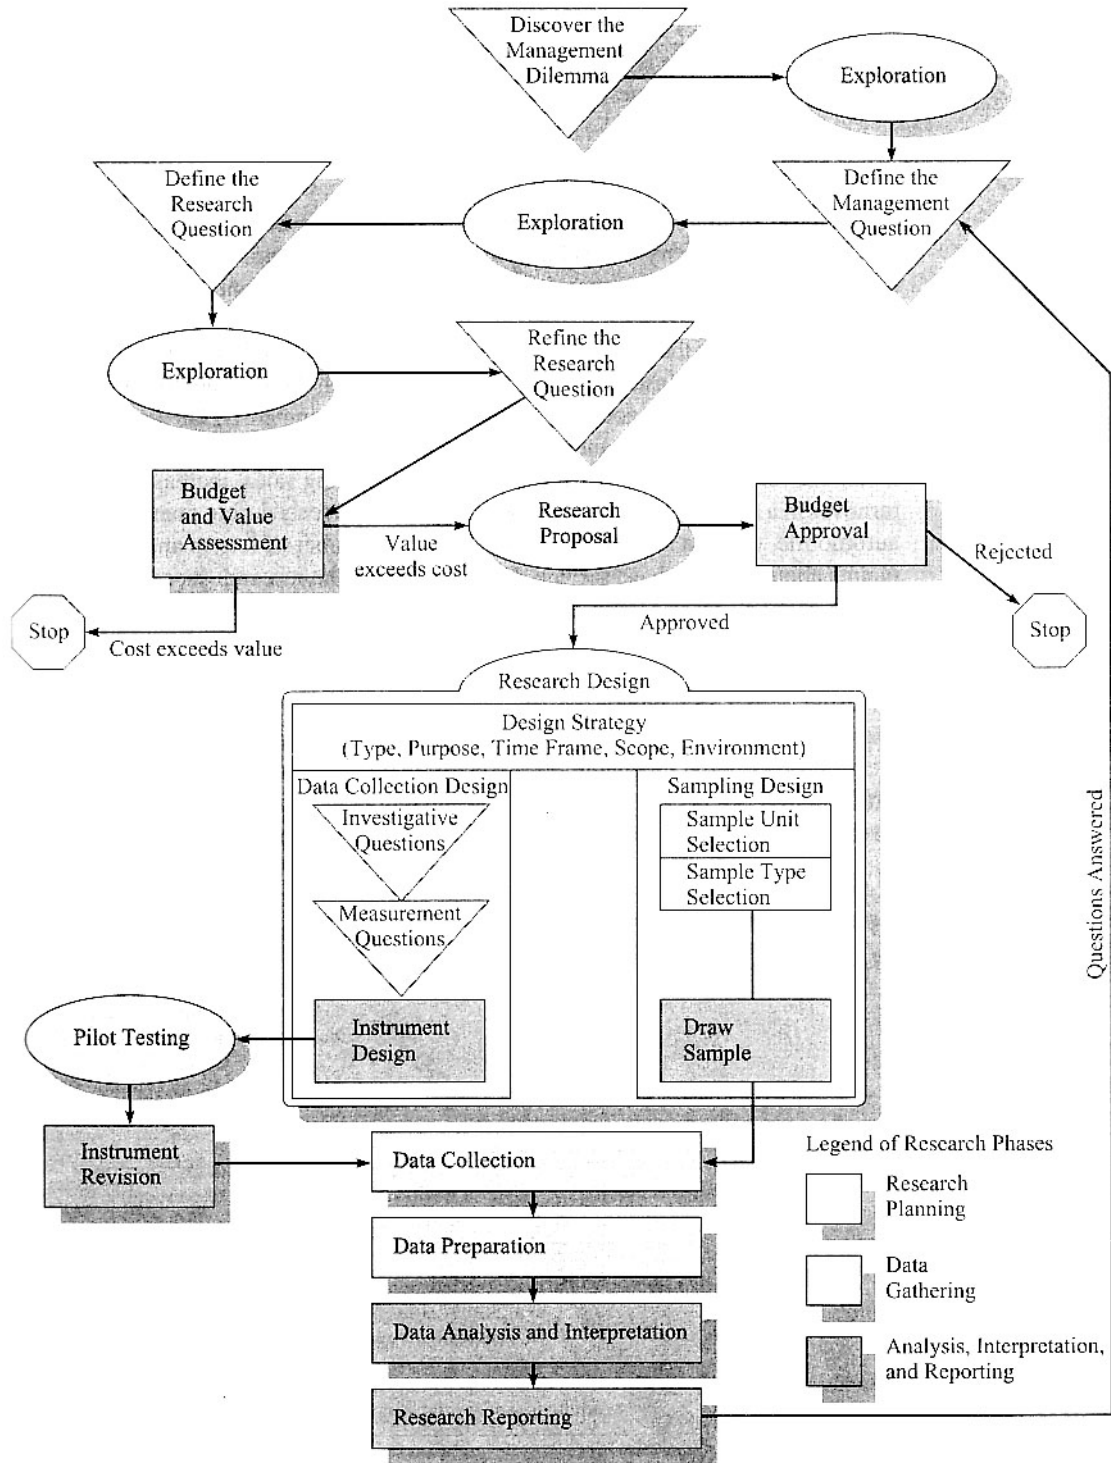 Discover the
Management
Dilemma
Exploration
Define the
Research
Question
Exploration
Define the
Management
Question
Exploration
Refine the
Research
Question
Budget
and Value
Assessment
Value
exceeds cost
Research
Proposal
Budget
Approval
Rejected
Stop
Cost exceeds value
Approved
Stop
Research Design
Design Strategy
(Type, Purpose, Time Frame, Scope, Environment)
Data Collection Design
Investigative
Questions
Measurement
Questions
Instrument
Design
Sampling Design
Sample Unit
Selection
Sample Type
Selection
Draw
Sample
Questions Answered
Pilot Testing
Instrument
Revision
Data Collection
Data Preparation
Data Analysis and Interpretation
Research Reporting
Legend of Research Phases
Research
Planning
Data
Gathering
Analysis, Interpretation,
and Reporting